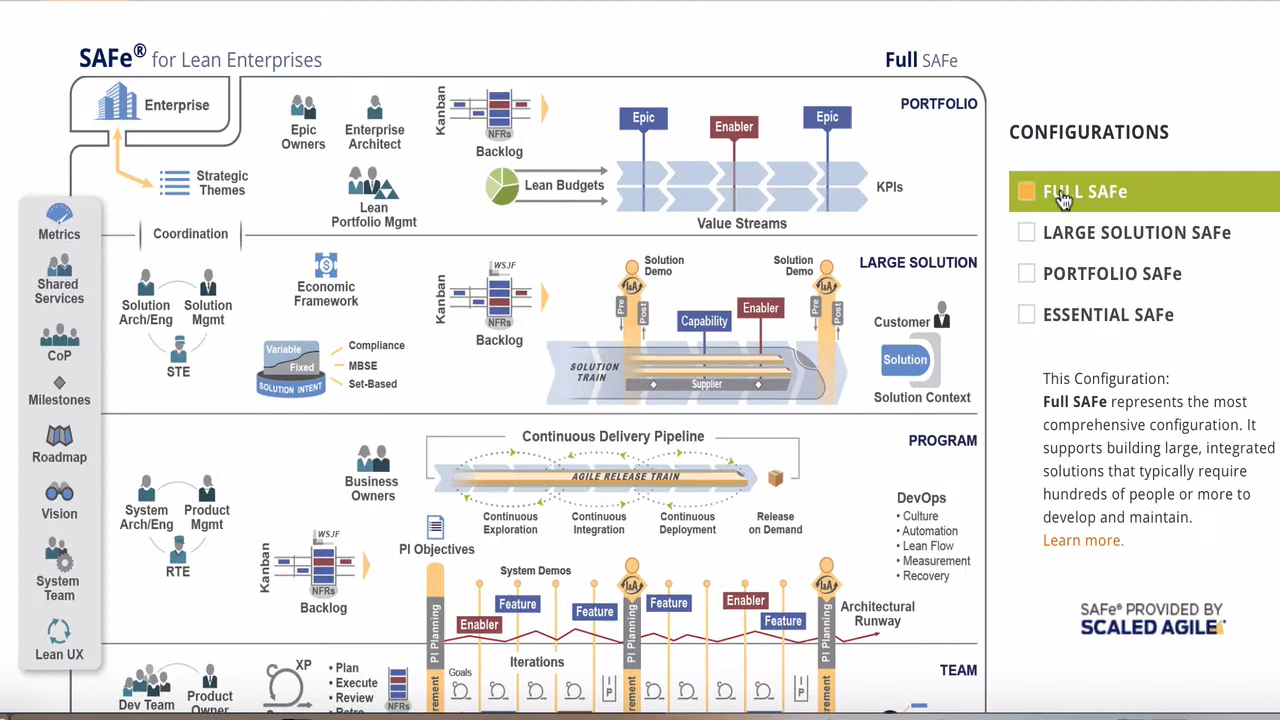 SAFe® for Lean Enterprises
Full SAFe
Enterprise
Epic
Owners
Enterprise
Architect
Kanban
NFRs
Backlog
Epic
Enabler
Epic
PORTFOLIO
Strategic
Themes
Lean
Portfolio Mgmt
Lean Budgets
KPIs
Value Streams
Metrics
Shared
Services
CoP
Milestones
Roadmap
Vision
System
Team
Lean UX
Coordination
LARGE SOLUTION
Solution
Arch/Eng
Solution
Mgmt
STE
Economic
Framework
Variable
Fixed
SOLUTION INTENT
Compliance
MBSE
Set-Based
Kanban
WSJF
NFRs
Backlog
Solution
Demo
I&A
Pre
Post
Capability
Enabler
Solution
Demo
I&A
Pre
Post
SOLUTION
TRAIN
Supplier
Customer
Solution
Solution Context
PROGRAM
Continuous Delivery Pipeline
AGILE RELEASE TRAIN
Continuous
Exploration
Continuous
Integration
Continuous
Deployment
Release
on Demand
Business
Owners
System
Arch/Eng
Product
Mgmt
RTE
Kanban
WSJF
NFRs
Backlog
PI Objectives
DevOps
• Culture
• Automation
• Lean Flow
• Measurement
• Recovery
System Demos
PI Planning
Enabler
Feature
Feature
I&A
PI Planning
Feature
Enabler
Feature
I&A
PI Planning
Architectural
Runway
TEAM
Dev Team
Product
Owner
XP
• Plan
• Execute
• Review
• Retro
NFRs
Goals
Iterations
I
P
I
P
CONFIGURATIONS
FULL SAFe
LARGE SOLUTION SAFe
PORTFOLIO SAFe
ESSENTIAL SAFe
This Configuration:
Full SAFe represents the most
comprehensive configuration. It
supports building large, integrated
solutions that typically require
hundreds of people or more to
develop and maintain.
Learn more.
SAFe® PROVIDED BY
SCALED AGILE